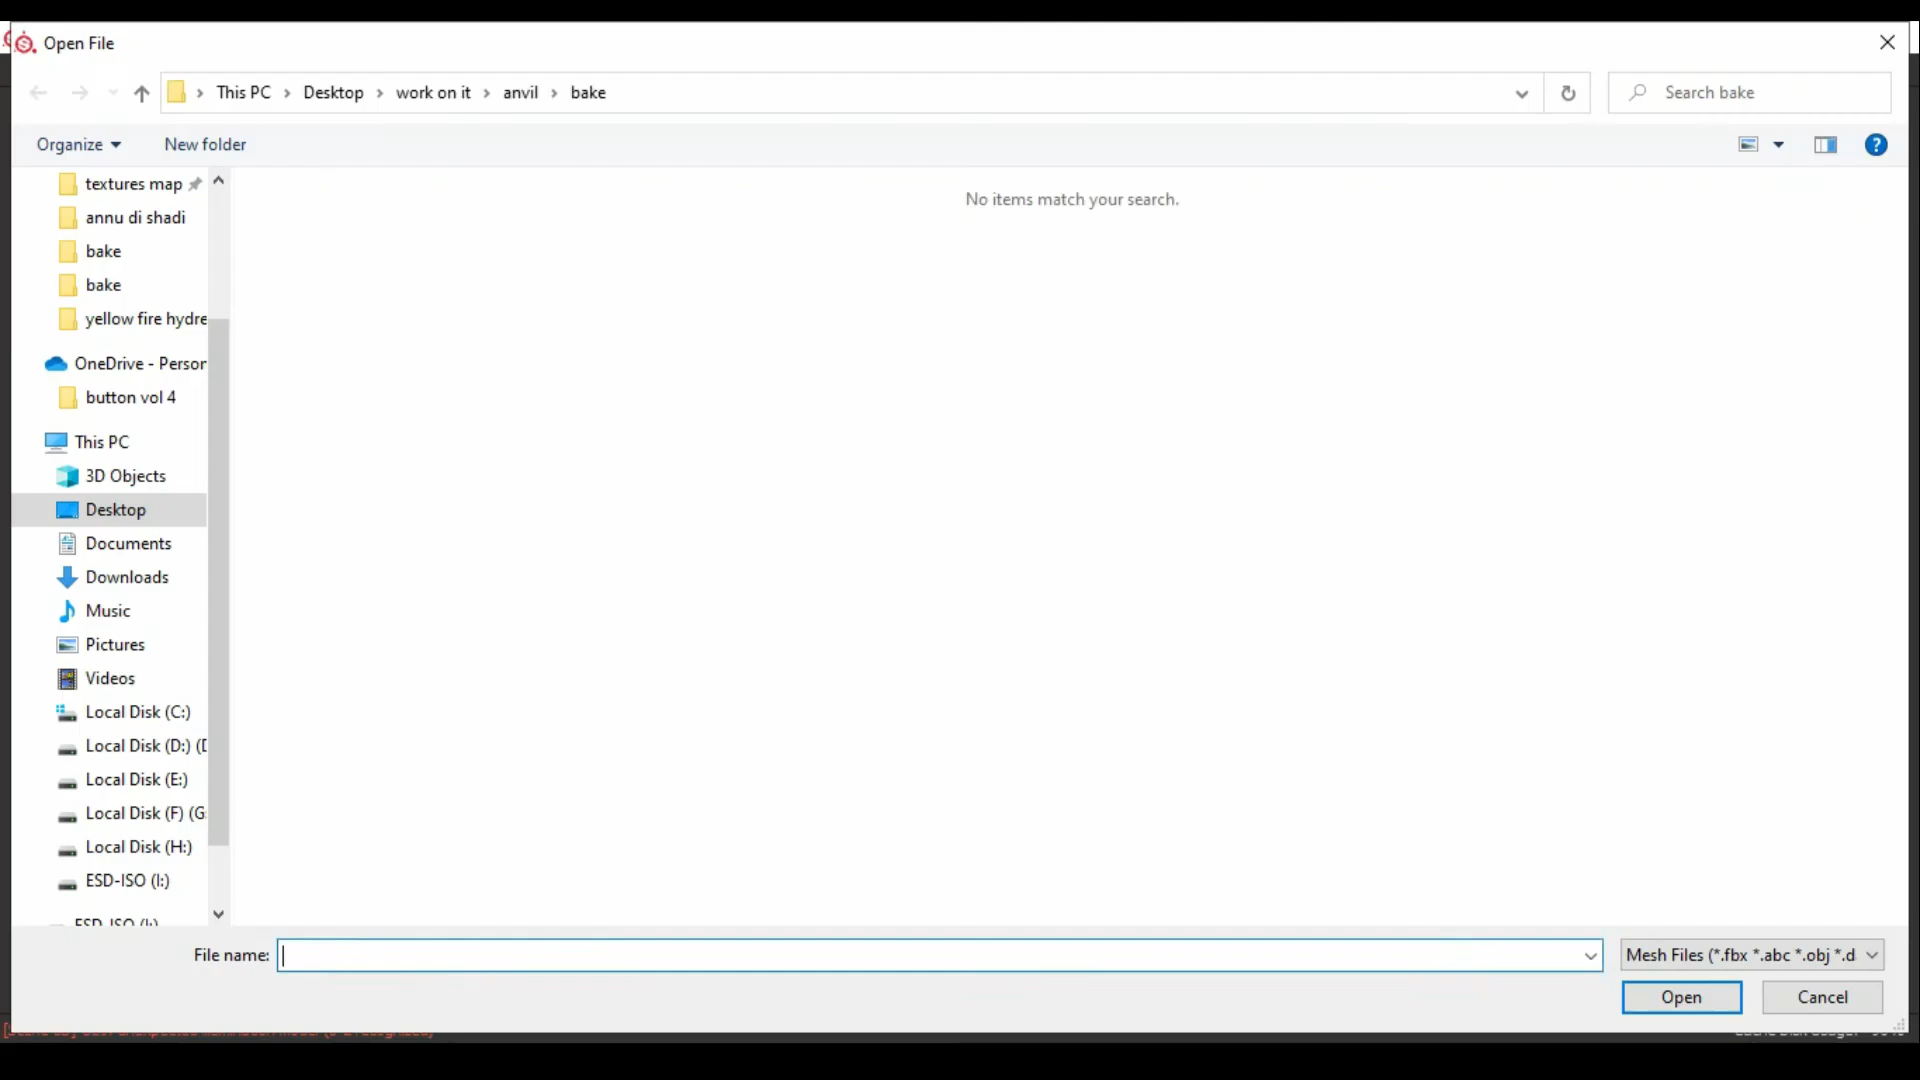 Open File
This PC > Desktop > work on it > anvil > bake
Search bake
Organize
New folder
textures map
annu di shadi
bake
bake
yellow fire hydre
OneDrive - Person
button vol 4
This PC
3D Objects
Desktop
Documents
Downloads
Music
Pictures
Videos
Local Disk (C:)
Local Disk (D:) (D
Local Disk (E:)
Local Disk (F) (G:
Local Disk (H:)
ESD-ISO (I:)
ESD-ISO (I:)
No items match your search.
File name:
Mesh Files (*.fbx *.abc *.obj *.d
Open
Cancel